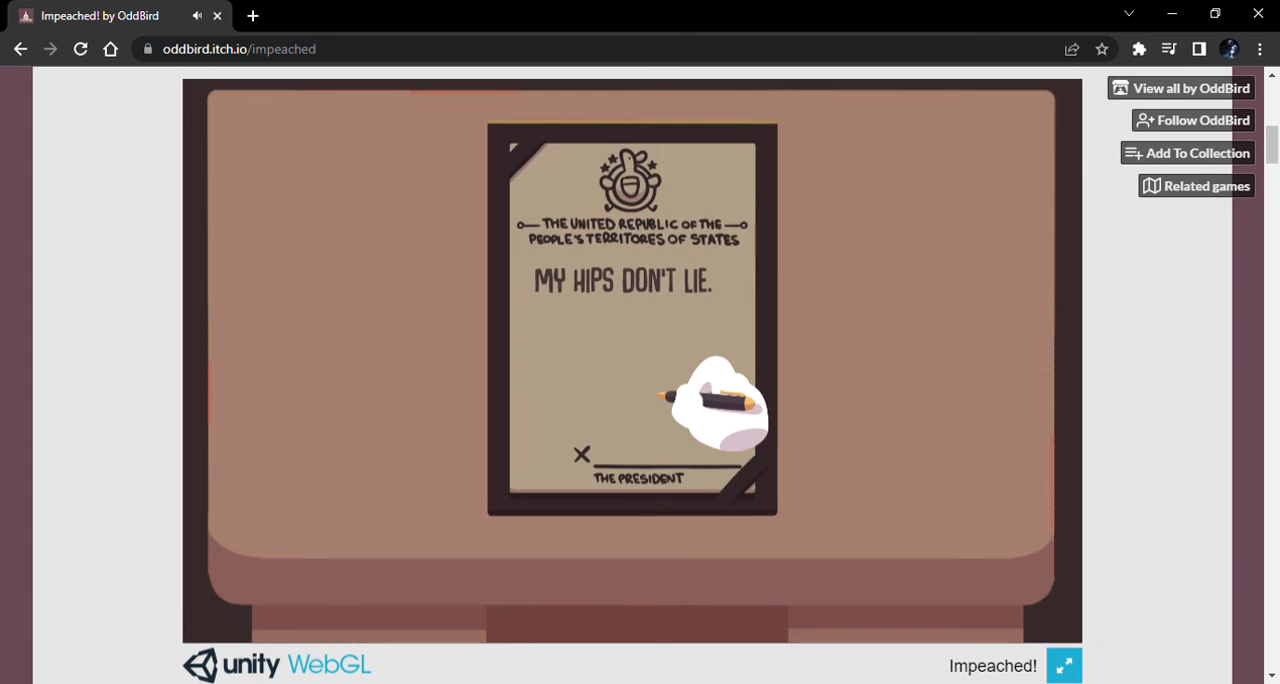 Impeached! by OddBird
oddbird.itch.io/impeached
View all by OddBird
Follow OddBird
Add To Collection
Related games
THE UNITED REPUBLIC OF THE
PEOPLE'S TERRITORES OF STATES
MY HIPS DON'T LIE.
X
THE PRESIDENT
unity WebGL
Impeached!